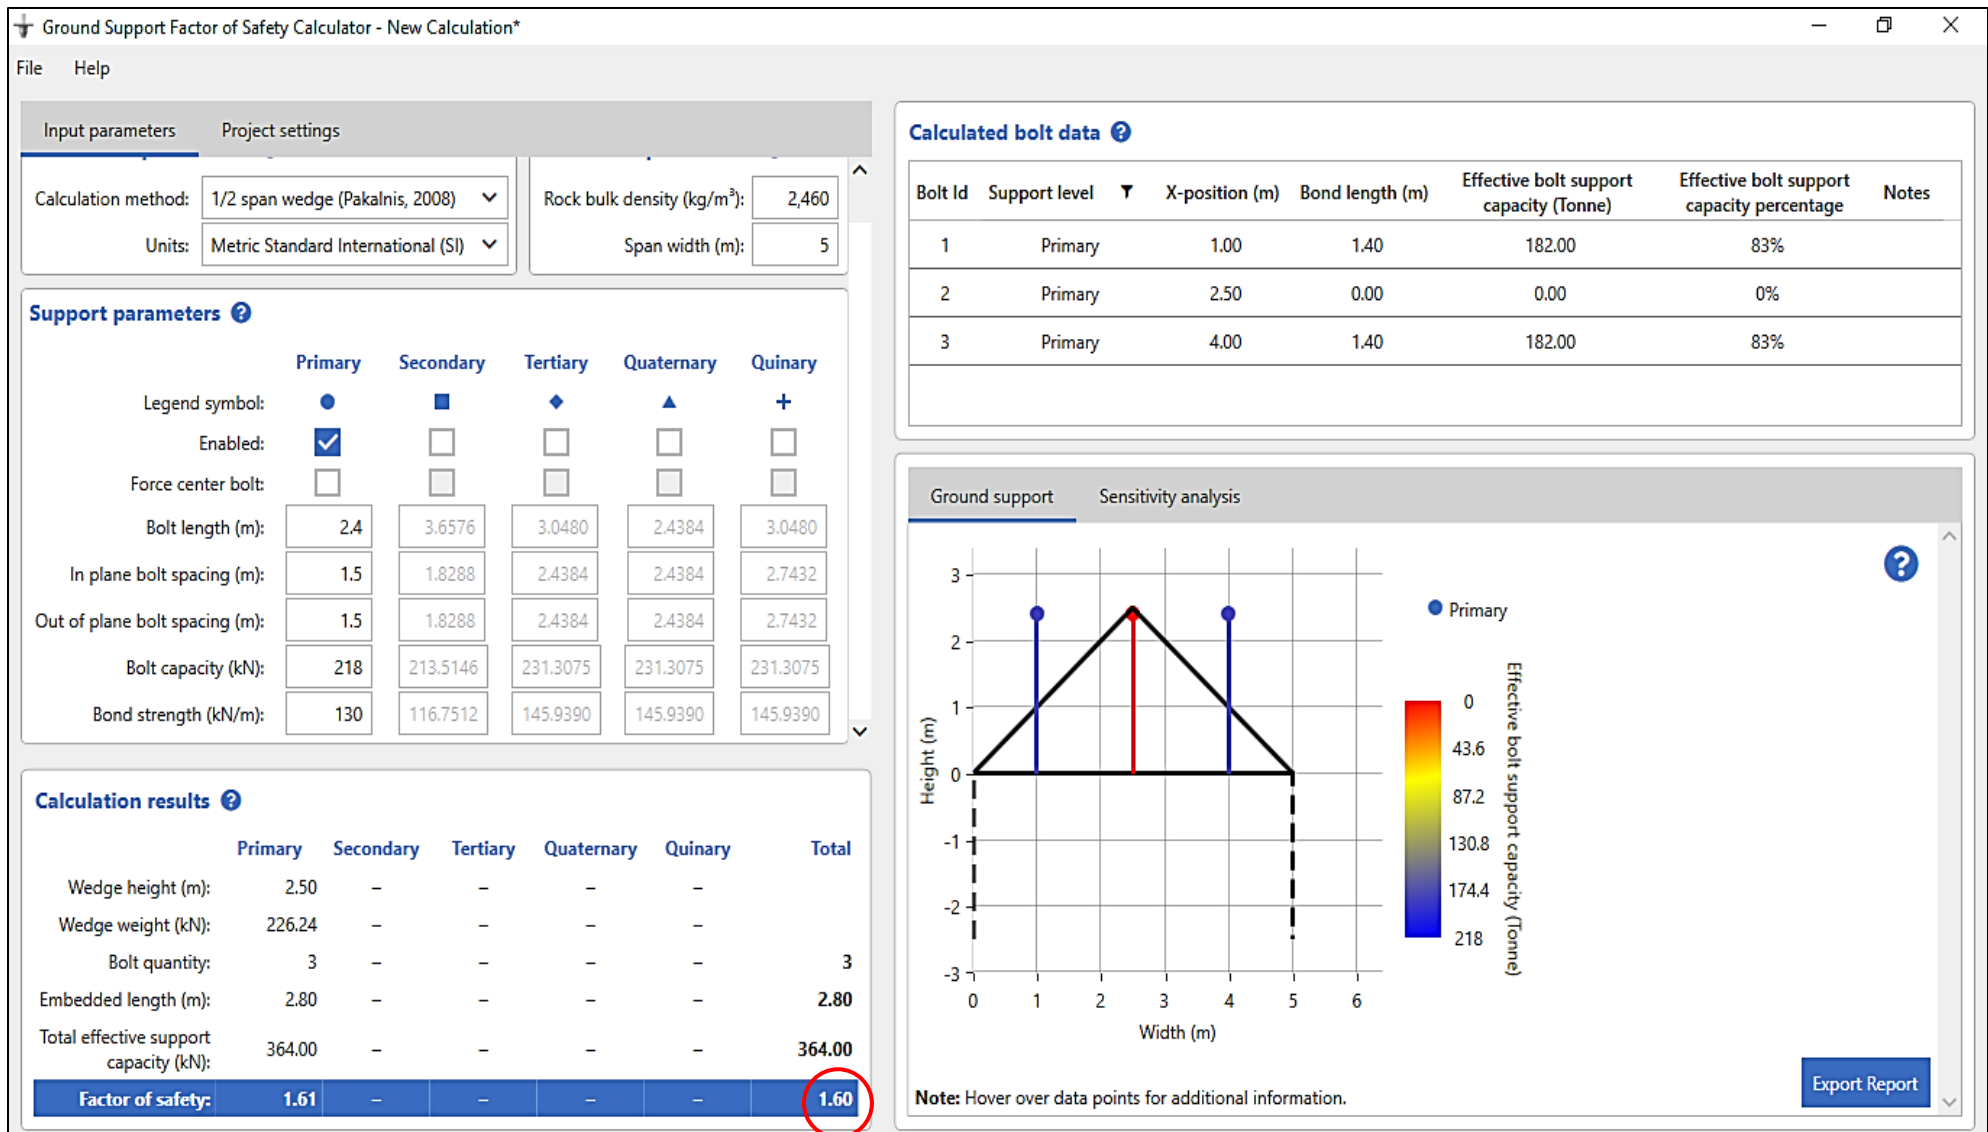 Ground Support Factor of Safety Calculator - New Calculation*
File Help
Input parameters Project settings
Calculation method: 1/2 span wedge (Pakalnis, 2008)
Units: Metric Standard International (SI)
Rock bulk density (kg/m³): 2,460
Span width (m): 5
Support parameters ?
Primary Secondary Tertiary Quaternary Quinary
Legend symbol:
Enabled:
Force center bolt:
Bolt length (m): 2.4 3.6576 3.0480 2.4384 3.0480
In plane bolt spacing (m): 1.5 1.8288 2.4384 2.4384 2.7432
Out of plane bolt spacing (m): 1.5 1.8288 2.4384 2.4384 2.7432
Bolt capacity (kN): 218 213.5146 231.3075 231.3075 231.3075
Bond strength (kN/m): 130 116.7512 145.9390 145.9390 145.9390
Calculation results ?
Primary Secondary Tertiary Quaternary Quinary Total
Wedge height (m): 2.50 – – – –
Wedge weight (kN): 226.24 – – – –
Bolt quantity: 3 – – – – 3
Embedded length (m): 2.80 – – – – 2.80
Total effective support
capacity (kN): 364.00 – – – – 364.00
Factor of safety: 1.61 – – – – 1.60
Calculated bolt data ?
Bolt Id Support level X-position (m) Bond length (m) Effective bolt support capacity (Tonne) Effective bolt support capacity percentage Notes
1 Primary 1.00 1.40 182.00 83%
2 Primary 2.50 0.00 0.00 0%
3 Primary 4.00 1.40 182.00 83%
Ground support Sensitivity analysis
?
Primary
Height (m)
3
2
1
0
-1
-2
-3
0 1 2 3 4 5 6
Width (m)
0
43.6
87.2
130.8
174.4
218
Effective bolt support capacity (Tonne)
Note: Hover over data points for additional information.
Export Report